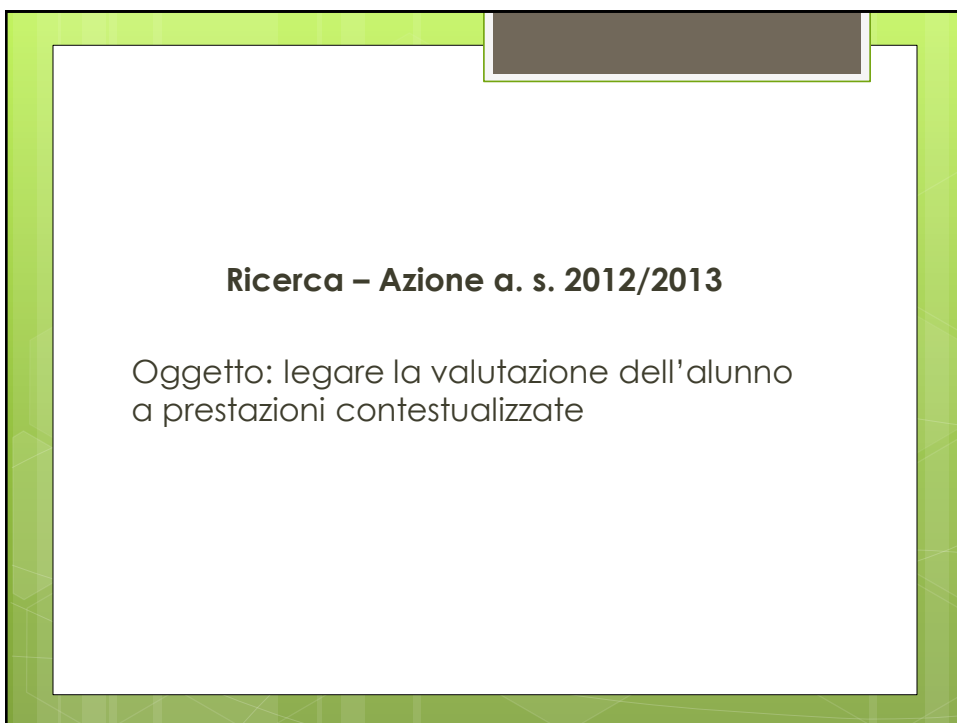 Ricerca – Azione a. s. 2012/2013
Oggetto: legare la valutazione dell’alunno
a prestazioni contestualizzate